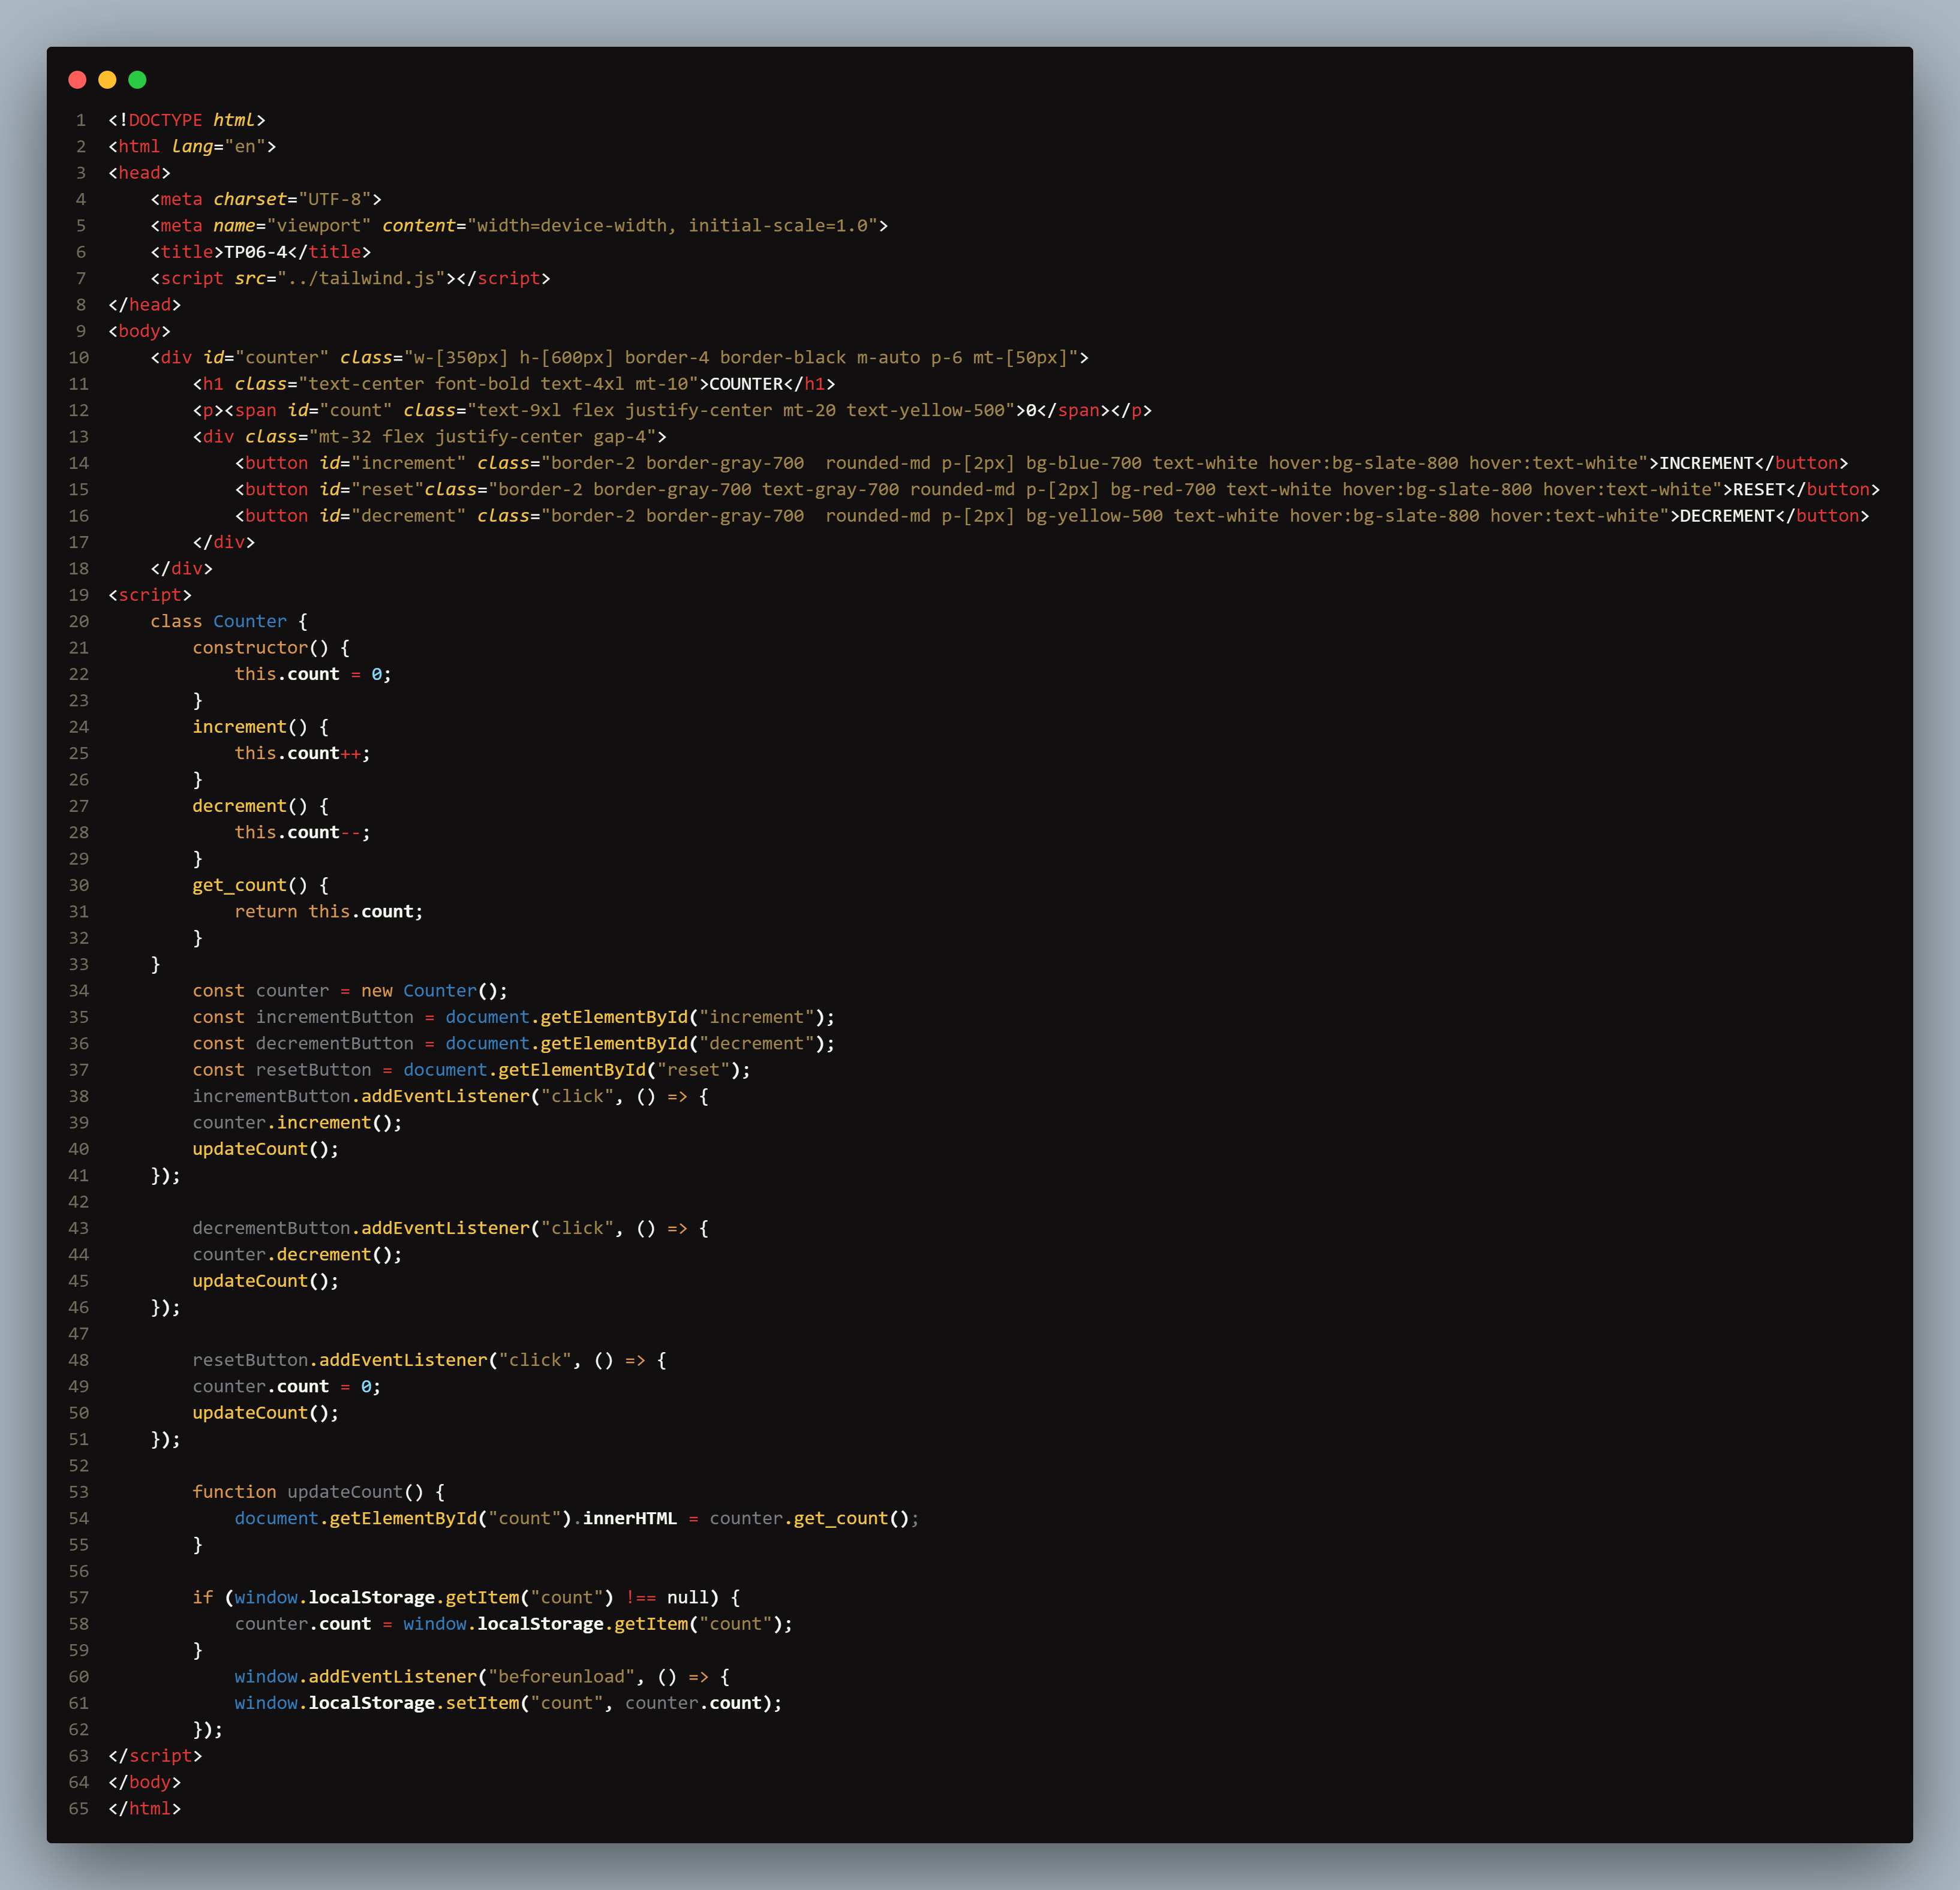 1 <!DOCTYPE html>
2 <html lang="en">
3 <head>
4     <meta charset="UTF-8">
5     <meta name="viewport" content="width=device-width, initial-scale=1.0">
6     <title>TP06-4</title>
7     <script src="../tailwind.js"></script>
8 </head>
9 <body>
10     <div id="counter" class="w-[350px] h-[600px] border-4 border-black m-auto p-6 mt-[50px]">
11         <h1 class="text-center font-bold text-4xl mt-10">COUNTER</h1>
12         <p><span id="count" class="text-9xl flex justify-center mt-20 text-yellow-500">0</span></p>
13         <div class="mt-32 flex justify-center gap-4">
14             <button id="increment" class="border-2 border-gray-700  rounded-md p-[2px] bg-blue-700 text-white hover:bg-slate-800 hover:text-white">INCREMENT</button>
15             <button id="reset"class="border-2 border-gray-700 text-gray-700 rounded-md p-[2px] bg-red-700 text-white hover:bg-slate-800 hover:text-white">RESET</button>
16             <button id="decrement" class="border-2 border-gray-700  rounded-md p-[2px] bg-yellow-500 text-white hover:bg-slate-800 hover:text-white">DECREMENT</button>
17         </div>
18     </div>
19 <script>
20     class Counter {
21         constructor() {
22             this.count = 0;
23         }
24         increment() {
25             this.count++;
26         }
27         decrement() {
28             this.count--;
29         }
30         get_count() {
31             return this.count;
32         }
33     }
34         const counter = new Counter();
35         const incrementButton = document.getElementById("increment");
36         const decrementButton = document.getElementById("decrement");
37         const resetButton = document.getElementById("reset");
38         incrementButton.addEventListener("click", () => {
39         counter.increment();
40         updateCount();
41     });
42
43         decrementButton.addEventListener("click", () => {
44         counter.decrement();
45         updateCount();
46     });
47
48         resetButton.addEventListener("click", () => {
49         counter.count = 0;
50         updateCount();
51     });
52
53         function updateCount() {
54             document.getElementById("count").innerHTML = counter.get_count();
55         }
56
57         if (window.localStorage.getItem("count") !== null) {
58             counter.count = window.localStorage.getItem("count");
59         }
60             window.addEventListener("beforeunload", () => {
61             window.localStorage.setItem("count", counter.count);
62         });
63 </script>
64 </body>
65 </html>